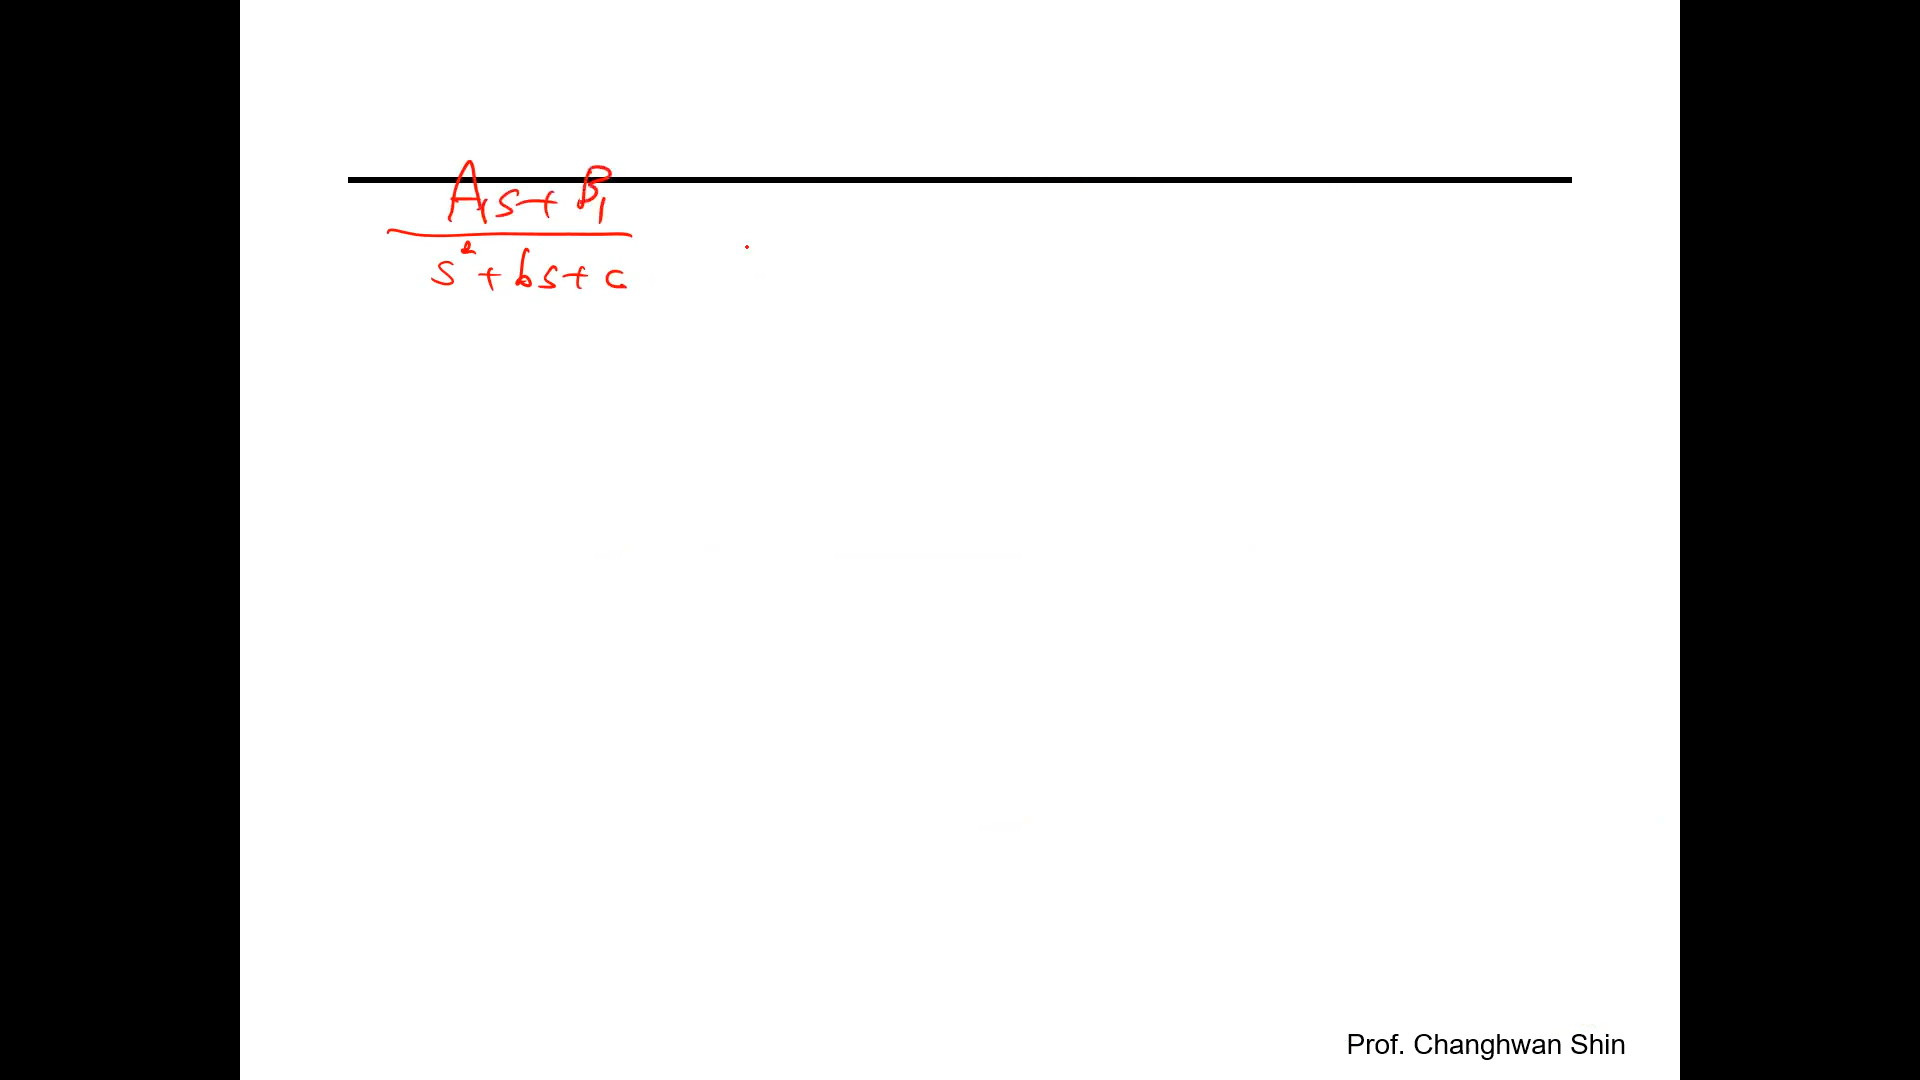 A₁s + B₁
s² + bs + c
Prof. Changhwan Shin